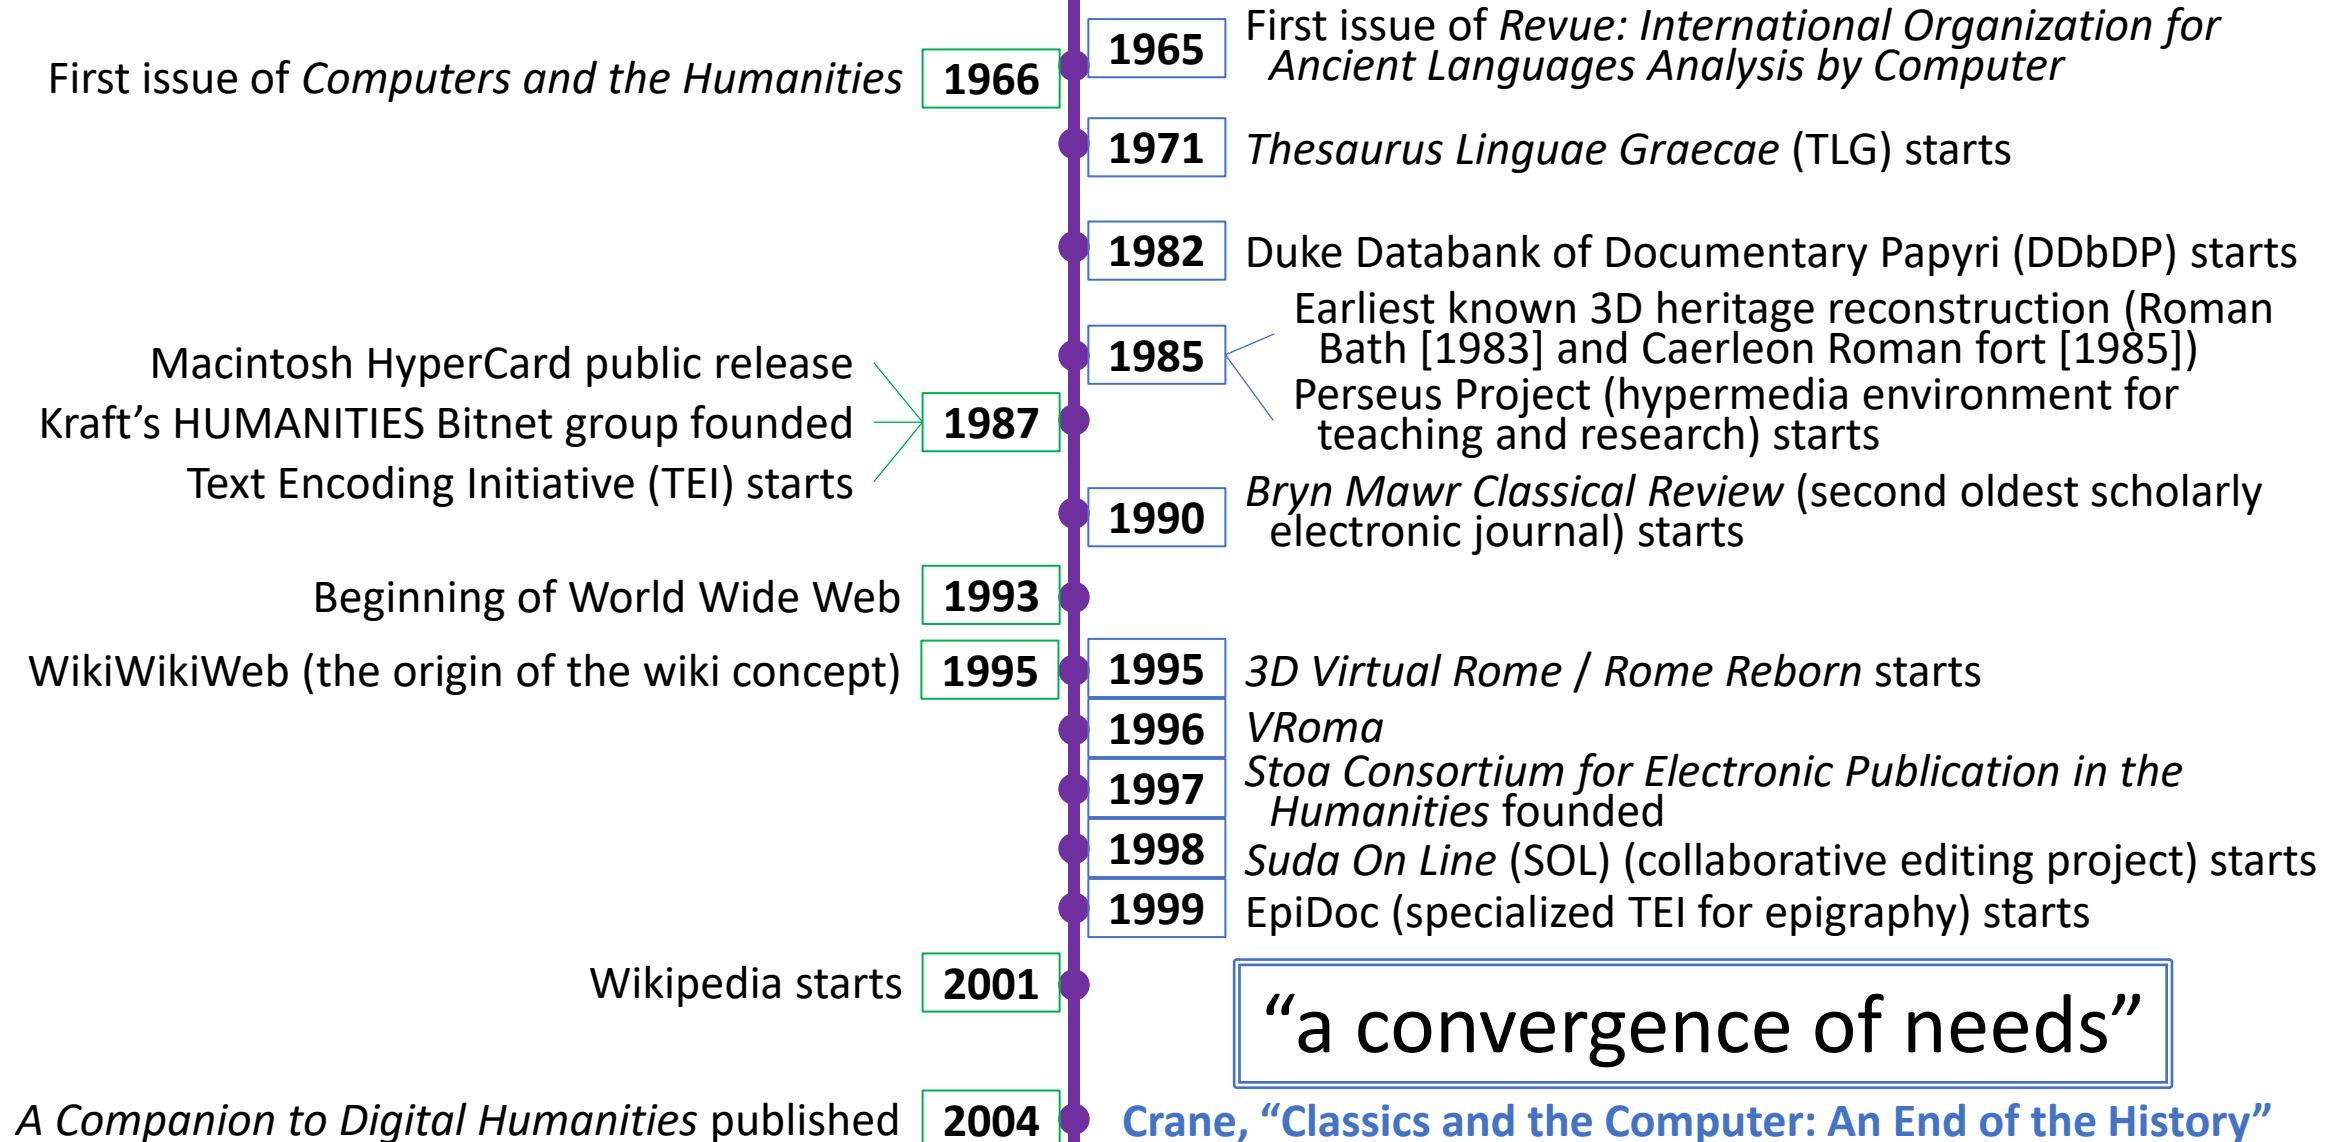 1965
First issue of Revue: International Organization for
Ancient Languages Analysis by Computer
First issue of Computers and the Humanities
1966
1971
Thesaurus Linguae Graecae (TLG) starts
1982
Duke Databank of Documentary Papyri (DDbDP) starts
1985
Earliest known 3D heritage reconstruction (Roman
Bath [1983] and Caerleon Roman fort [1985])
Perseus Project (hypermedia environment for
teaching and research) starts
Macintosh HyperCard public release
Kraft’s HUMANITIES Bitnet group founded
Text Encoding Initiative (TEI) starts
1987
1990
Bryn Mawr Classical Review (second oldest scholarly
electronic journal) starts
Beginning of World Wide Web
1993
WikiWikiWeb (the origin of the wiki concept)
1995
1995
3D Virtual Rome / Rome Reborn starts
1996
VRoma
1997
Stoa Consortium for Electronic Publication in the
Humanities founded
1998
Suda On Line (SOL) (collaborative editing project) starts
1999
EpiDoc (specialized TEI for epigraphy) starts
Wikipedia starts
2001
“a convergence of needs”
A Companion to Digital Humanities published
2004
Crane, “Classics and the Computer: An End of the History”